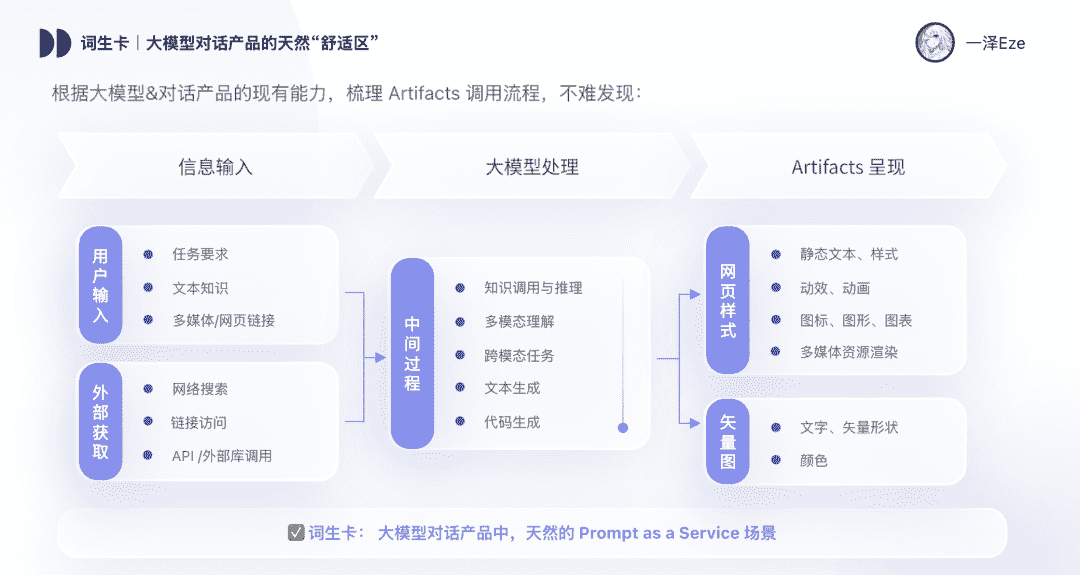 词生卡｜大模型对话产品的天然“舒适区”
一泽Eze
根据大模型&对话产品的现有能力，梳理 Artifacts 调用流程，不难发现：
信息输入
大模型处理
Artifacts 呈现
用户输入
任务要求
文本知识
多媒体/网页链接
外部获取
网络搜索
链接访问
API /外部库调用
中间过程
知识调用与推理
多模态理解
跨模态任务
文本生成
代码生成
网页样式
静态文本、样式
动效、动画
图标、图形、图表
多媒体资源渲染
矢量图
文字、矢量形状
颜色
词生卡： 大模型对话产品中，天然的 Prompt as a Service 场景